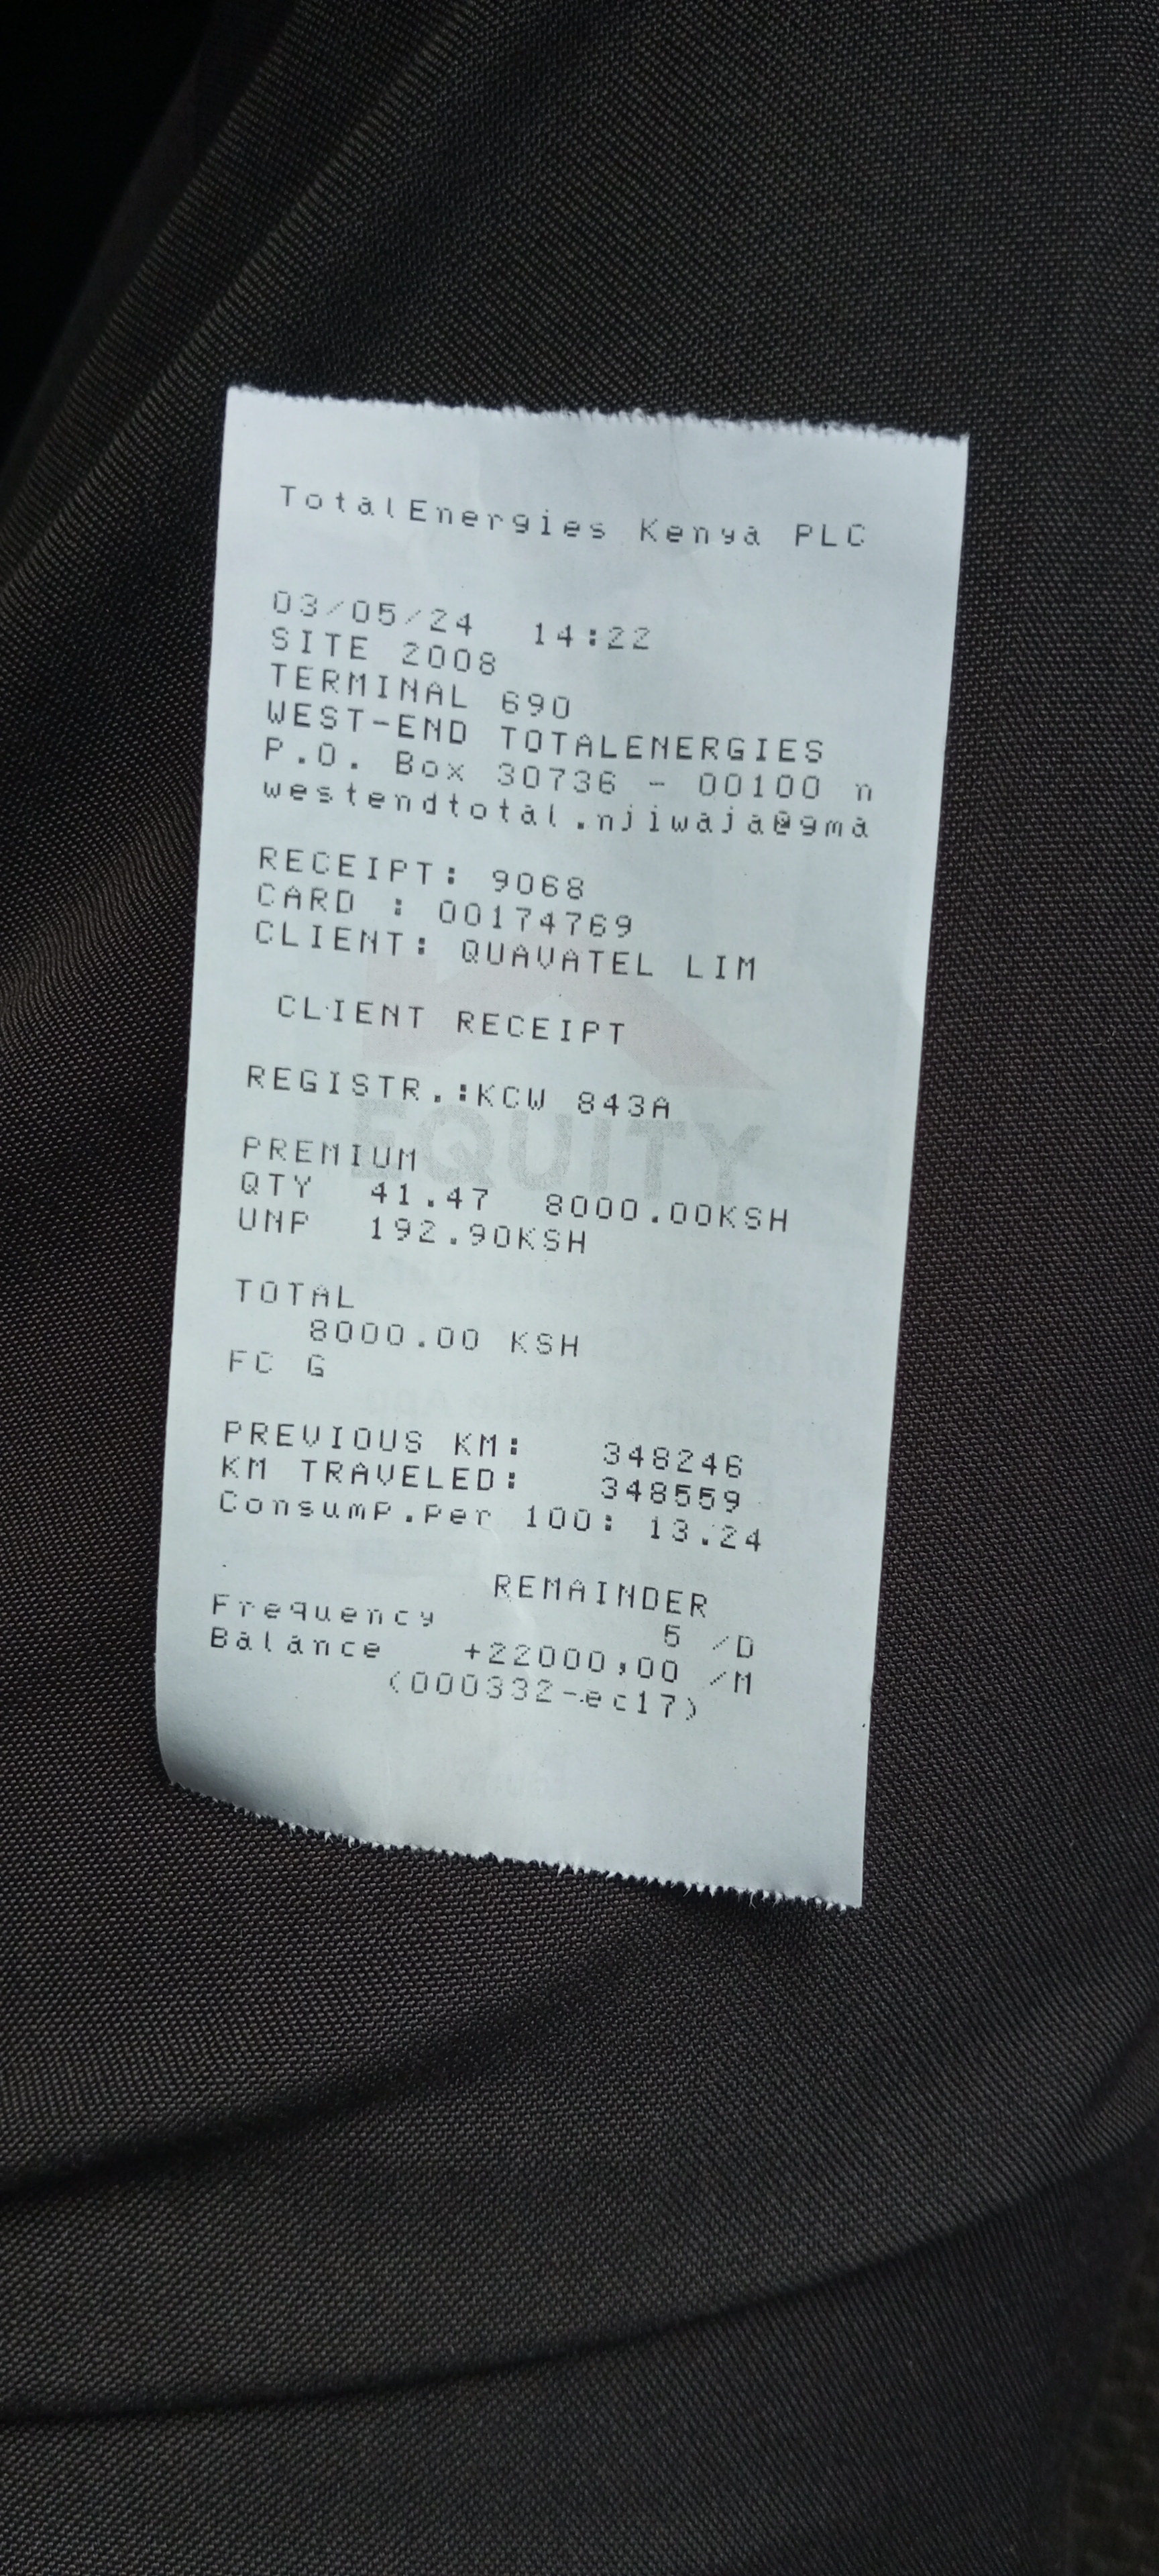 TotalEnergies Kenya PLC
03/05/24 14:22
SITE 2008
TERMINAL 690
WEST-END TOTALENERGIES
P.O. Box 30736 - 00100 n
westendtotal.njiwaja@gma
RECEIPT: 9068
CARD : 00174769
CLIENT: QUAVATEL LIM
CLIENT RECEIPT
REGISTR.:KCW 843A
EQUITY
PREMIUM
QTY 41.47 8000.00KSH
UNP 192.90KSH
TOTAL
8000.00 KSH
FC G
PREVIOUS KM: 348246
KM TRAVELED: 348559
Consump.Per 100: 13.24
REMAINDER
Frequency 5 /D
Balance +22000,00 /M
(000332-ec17)